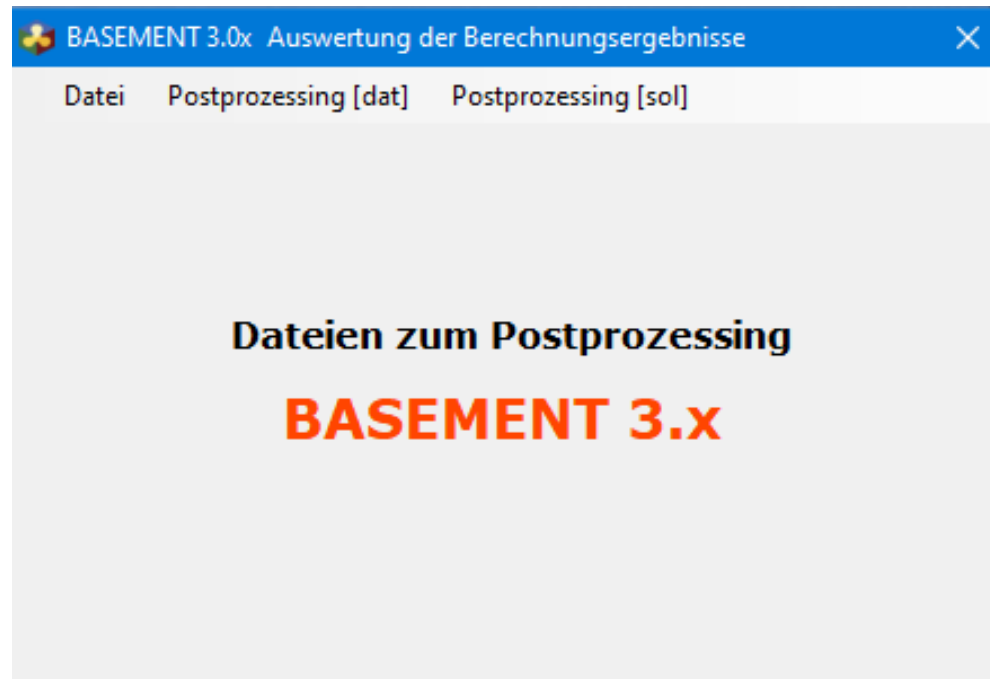 BASEMENT 3.0x Auswertung der Berechnungsergebnisse
Datei Postprozessing [dat] Postprozessing [sol]
Dateien zum Postprozessing
BASEMENT 3.x